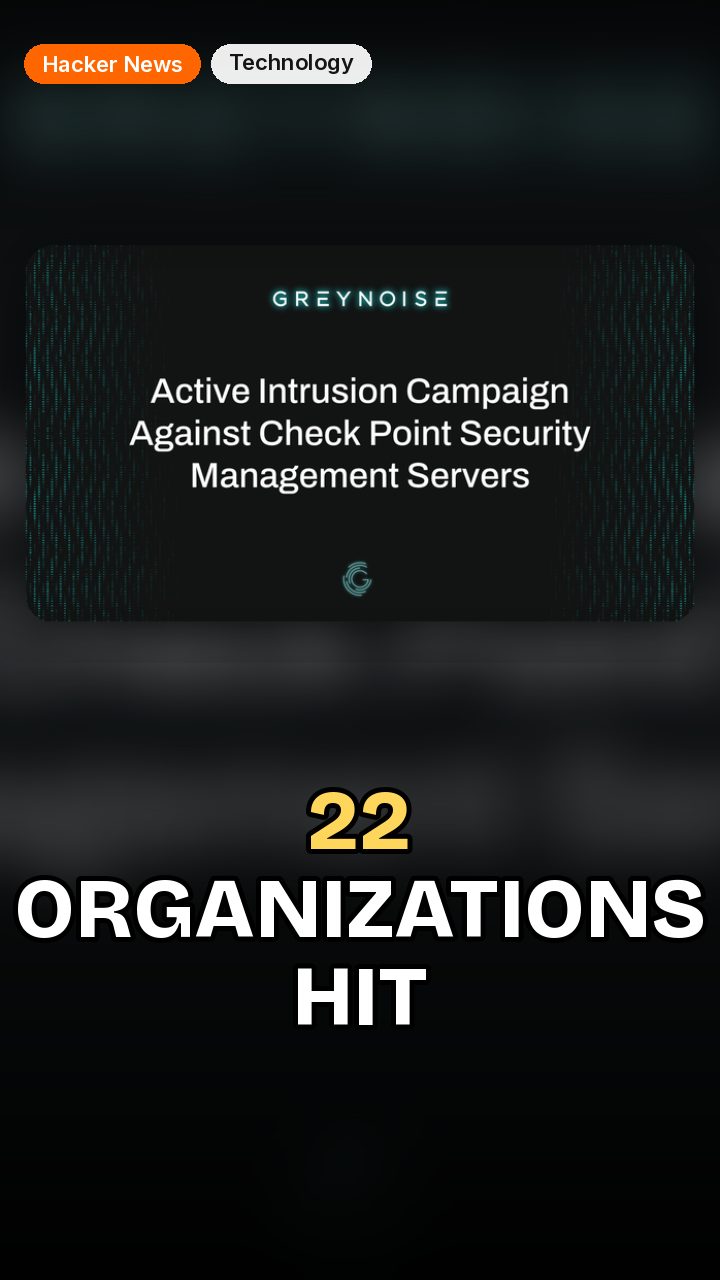 Hacker News
Technology
GREYNOISE
Active Intrusion Campaign
Against Check Point Security
Management Servers
22
ORGANIZATIONS
HIT